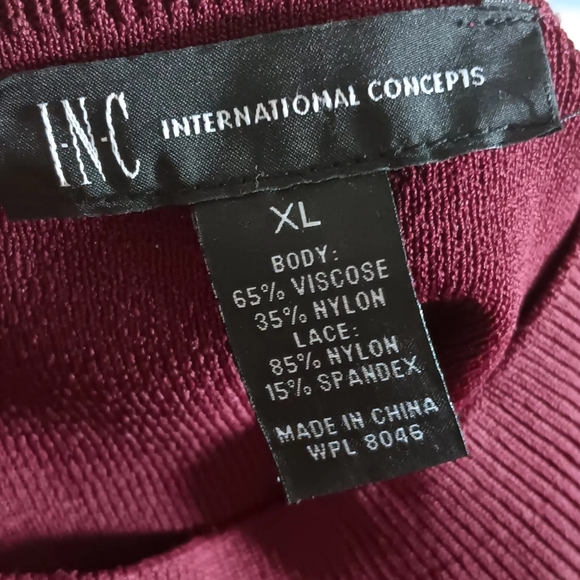 I-N-C INTERNATIONAL CONCEPTS
XL
BODY:
65% VISCOSE
35% NYLON
LACE:
85% NYLON
15% SPANDEX
MADE IN CHINA
WPL 8046